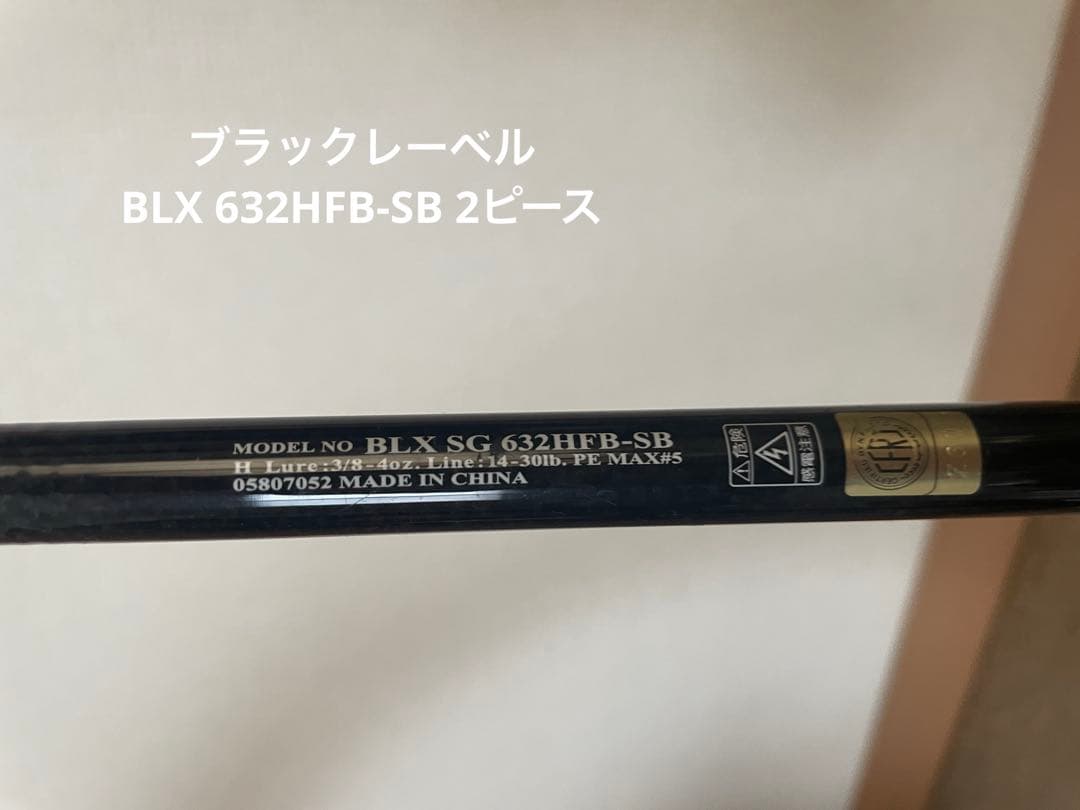 ブラックレーベル
BLX 632HFB-SB 2ピース
MODEL NO BLX SG 632HFB-SB
H Lure:3/8-4oz. Line:14-30lb. PE MAX#5
05807052 MADE IN CHINA
危険
感電注意
CFRJ